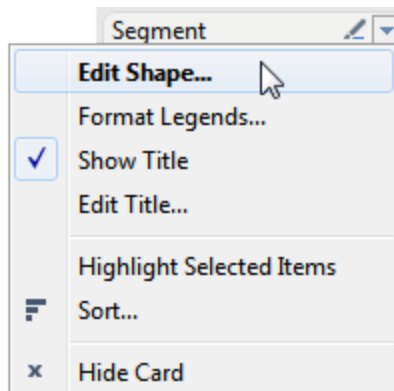 Segment
Edit Shape...
Format Legends...
Show Title
Edit Title...
Highlight Selected Items
Sort...
Hide Card